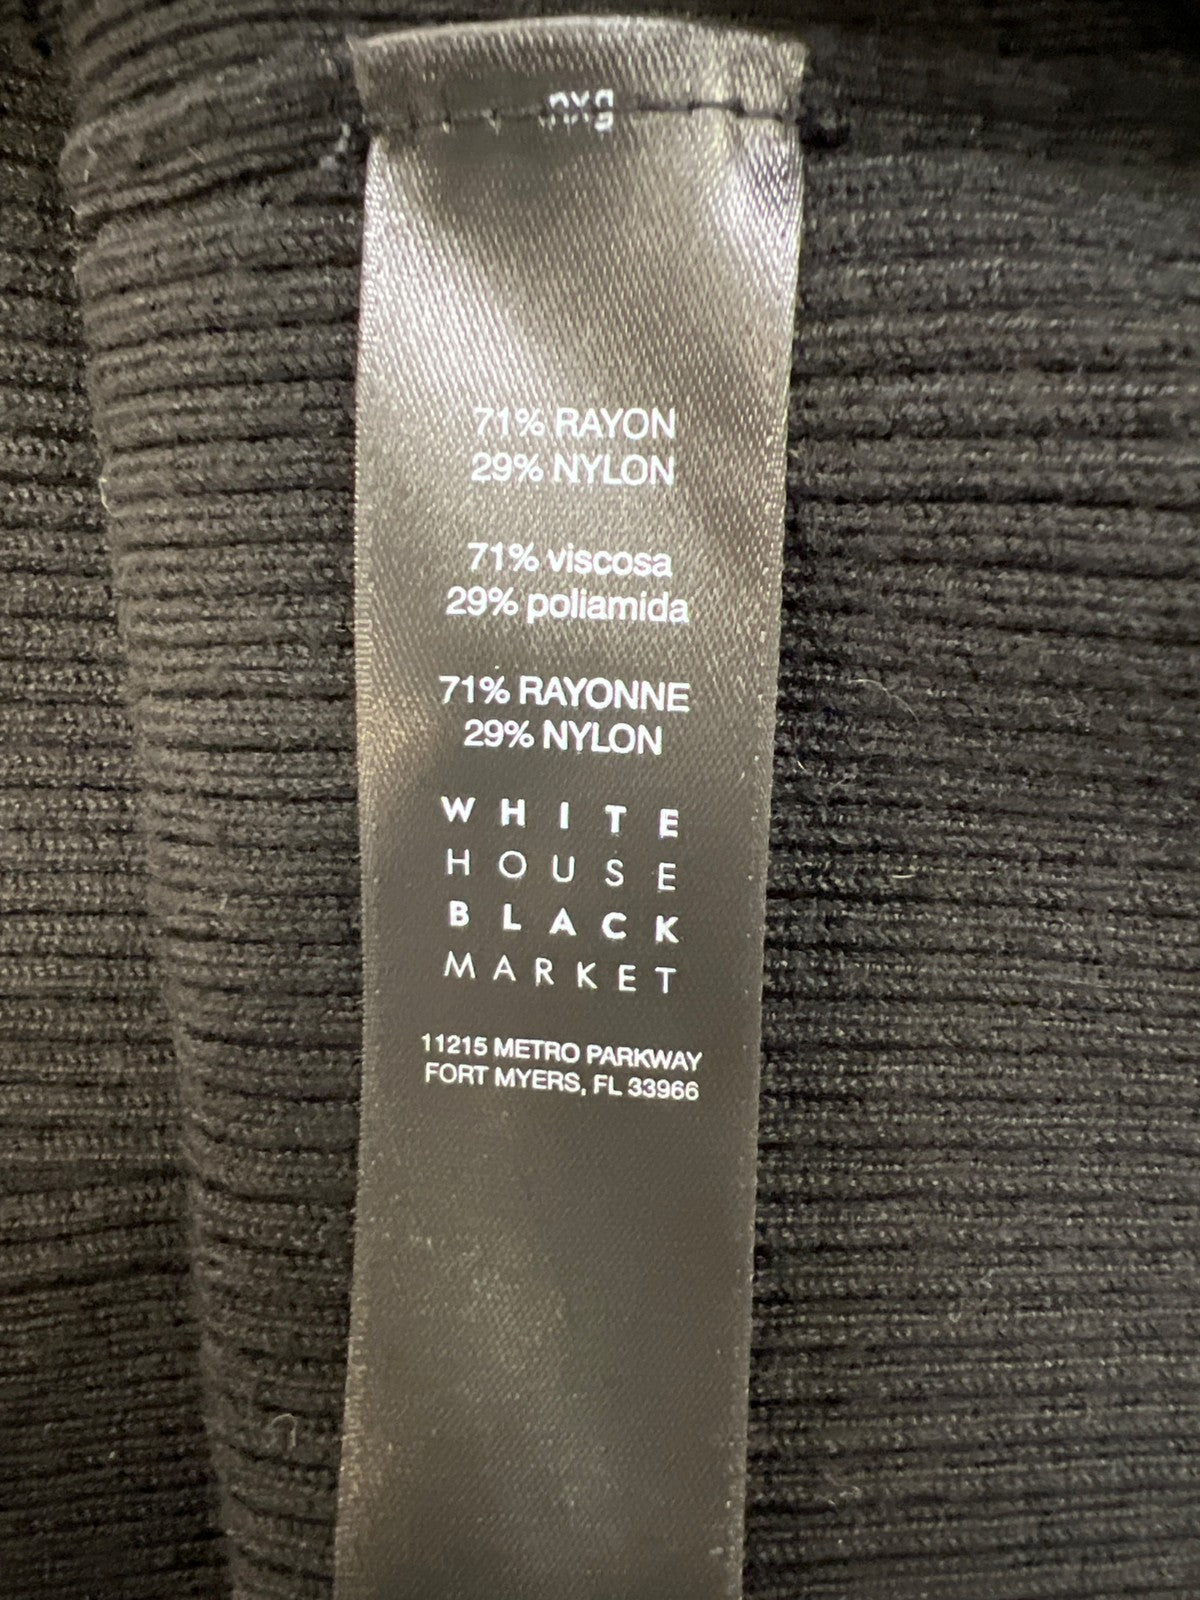 71% RAYON
29% NYLON
71% viscosa
29% poliamida
71% RAYONNE
29% NYLON
WHITE
HOUSE
BLACK
MARKET
11215 METRO PARKWAY
FORT MYERS, FL 33966